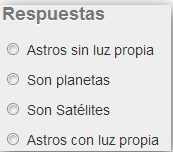 Respuestas
Astros sin luz propia
Son planetas
Son Satélites
Astros con luz propia